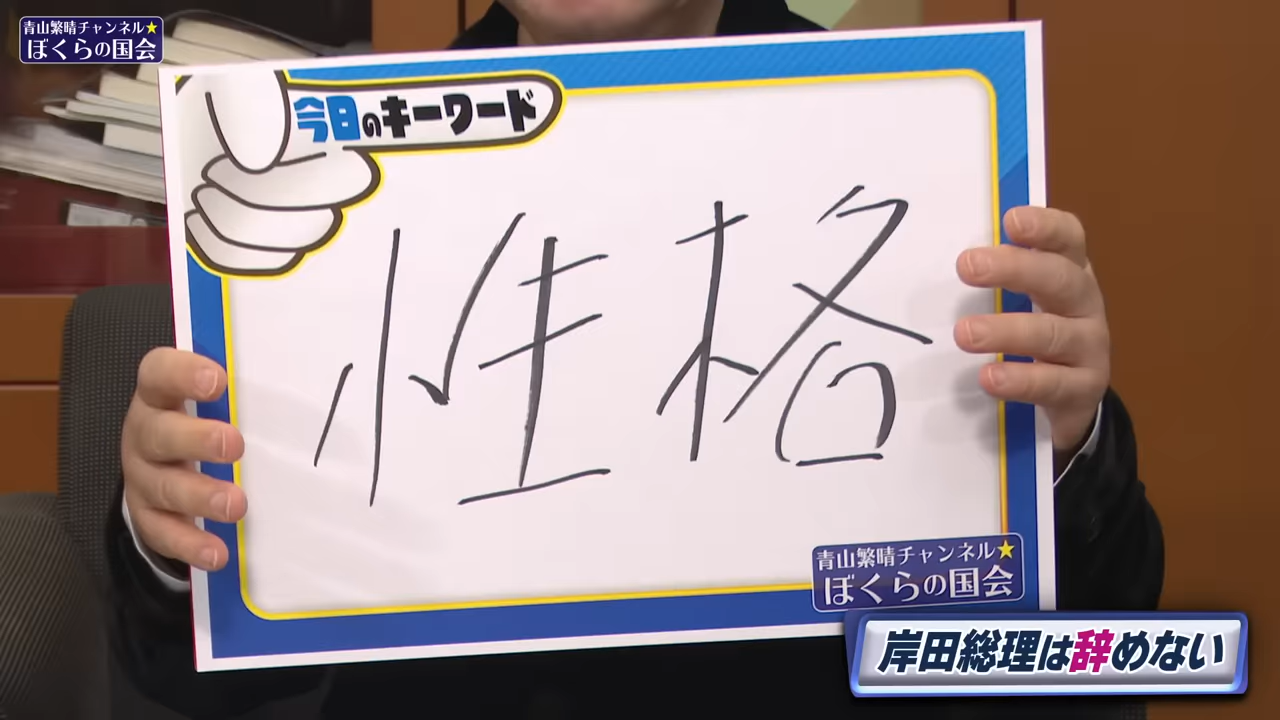 青山繁晴チャンネル★
ぼくらの国会
今日のキーワード
性格
青山繁晴チャンネル★
ぼくらの国会
岸田総理は辞めない